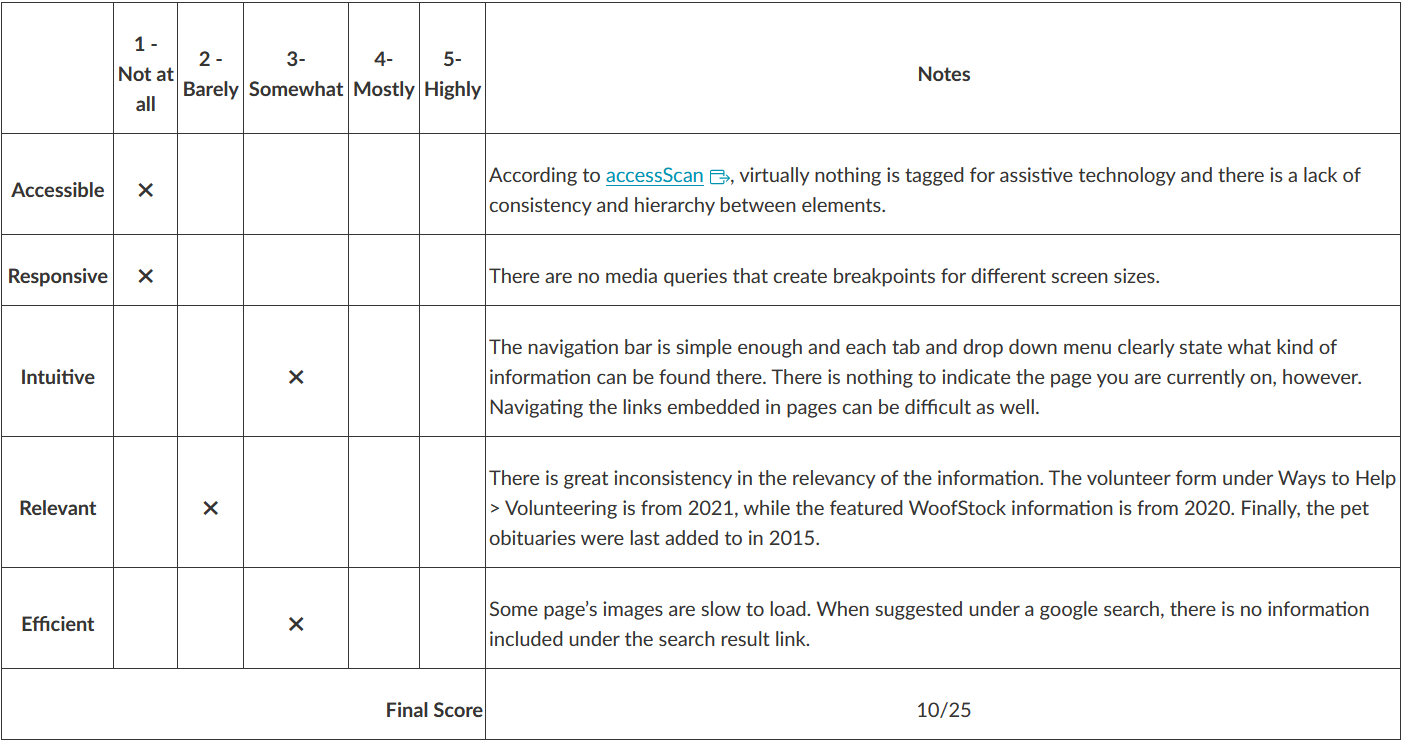 1 -
Not at
all
2 -
Barely
3-
Somewhat
4-
Mostly
5-
Highly
Notes
Accessible
✕
According to accessScan, virtually nothing is tagged for assistive technology and there is a lack of
consistency and hierarchy between elements.
Responsive
✕
There are no media queries that create breakpoints for different screen sizes.
Intuitive
✕
The navigation bar is simple enough and each tab and drop down menu clearly state what kind of
information can be found there. There is nothing to indicate the page you are currently on, however.
Navigating the links embedded in pages can be difficult as well.
Relevant
✕
There is great inconsistency in the relevancy of the information. The volunteer form under Ways to Help
> Volunteering is from 2021, while the featured WoofStock information is from 2020. Finally, the pet
obituaries were last added to in 2015.
Efficient
✕
Some page’s images are slow to load. When suggested under a google search, there is no information
included under the search result link.
Final Score
10/25